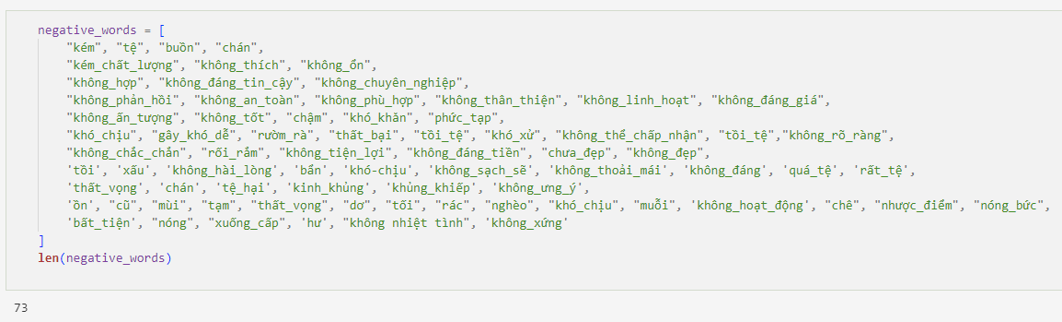 negative_words = [
"kém", "tệ", "buồn", "chán",
"kém_chất_lượng", "không_thích", "không_ổn",
"không_hợp", "không_đáng_tin_cậy", "không_chuyên_nghiệp",
"không_phản_hồi", "không_an_toàn", "không_phù_hợp", "không_thân_thiện", "không_linh_hoạt", "không_đáng_giá",
"không_ấn_tượng", "không_tốt", "chậm", "khó_khăn", "phức_tạp",
"khó_chịu", "gây_khó_dễ", "rườm_rà", "thất_bại", "tồi_tệ", "khó_xử", "không_thể_chấp_nhận", "tồi_tệ","không_rõ_ràng",
"không_chắc_chắn", "rối_rắm", "không_tiện_lợi", "không_đáng_tiền", "chưa_đẹp", "không_đẹp",
'tồi', 'xấu', 'không_hài_lòng', 'bẩn', 'khó-chịu', 'không_sạch_sẽ', 'không_thoải_mái', 'không_đáng', 'quá_tệ', 'rất_tệ'
'thất_vọng', 'chán', 'tệ_hại', 'kinh_khủng', 'khủng_khiếp', 'không_ưng_ý',
'ồn', "cũ", "mùi", "tạm", "thất_vọng", "dơ", "tối", "rác", "nghèo", "khó_chịu", "muỗi", 'không_hoạt_động', "chê", "nhược_điểm", "nóng_bức",
'bất_tiện', "nóng", "xuống_cấp", 'hư', "không nhiệt tình", 'không_xứng'
]
len(negative_words)
73